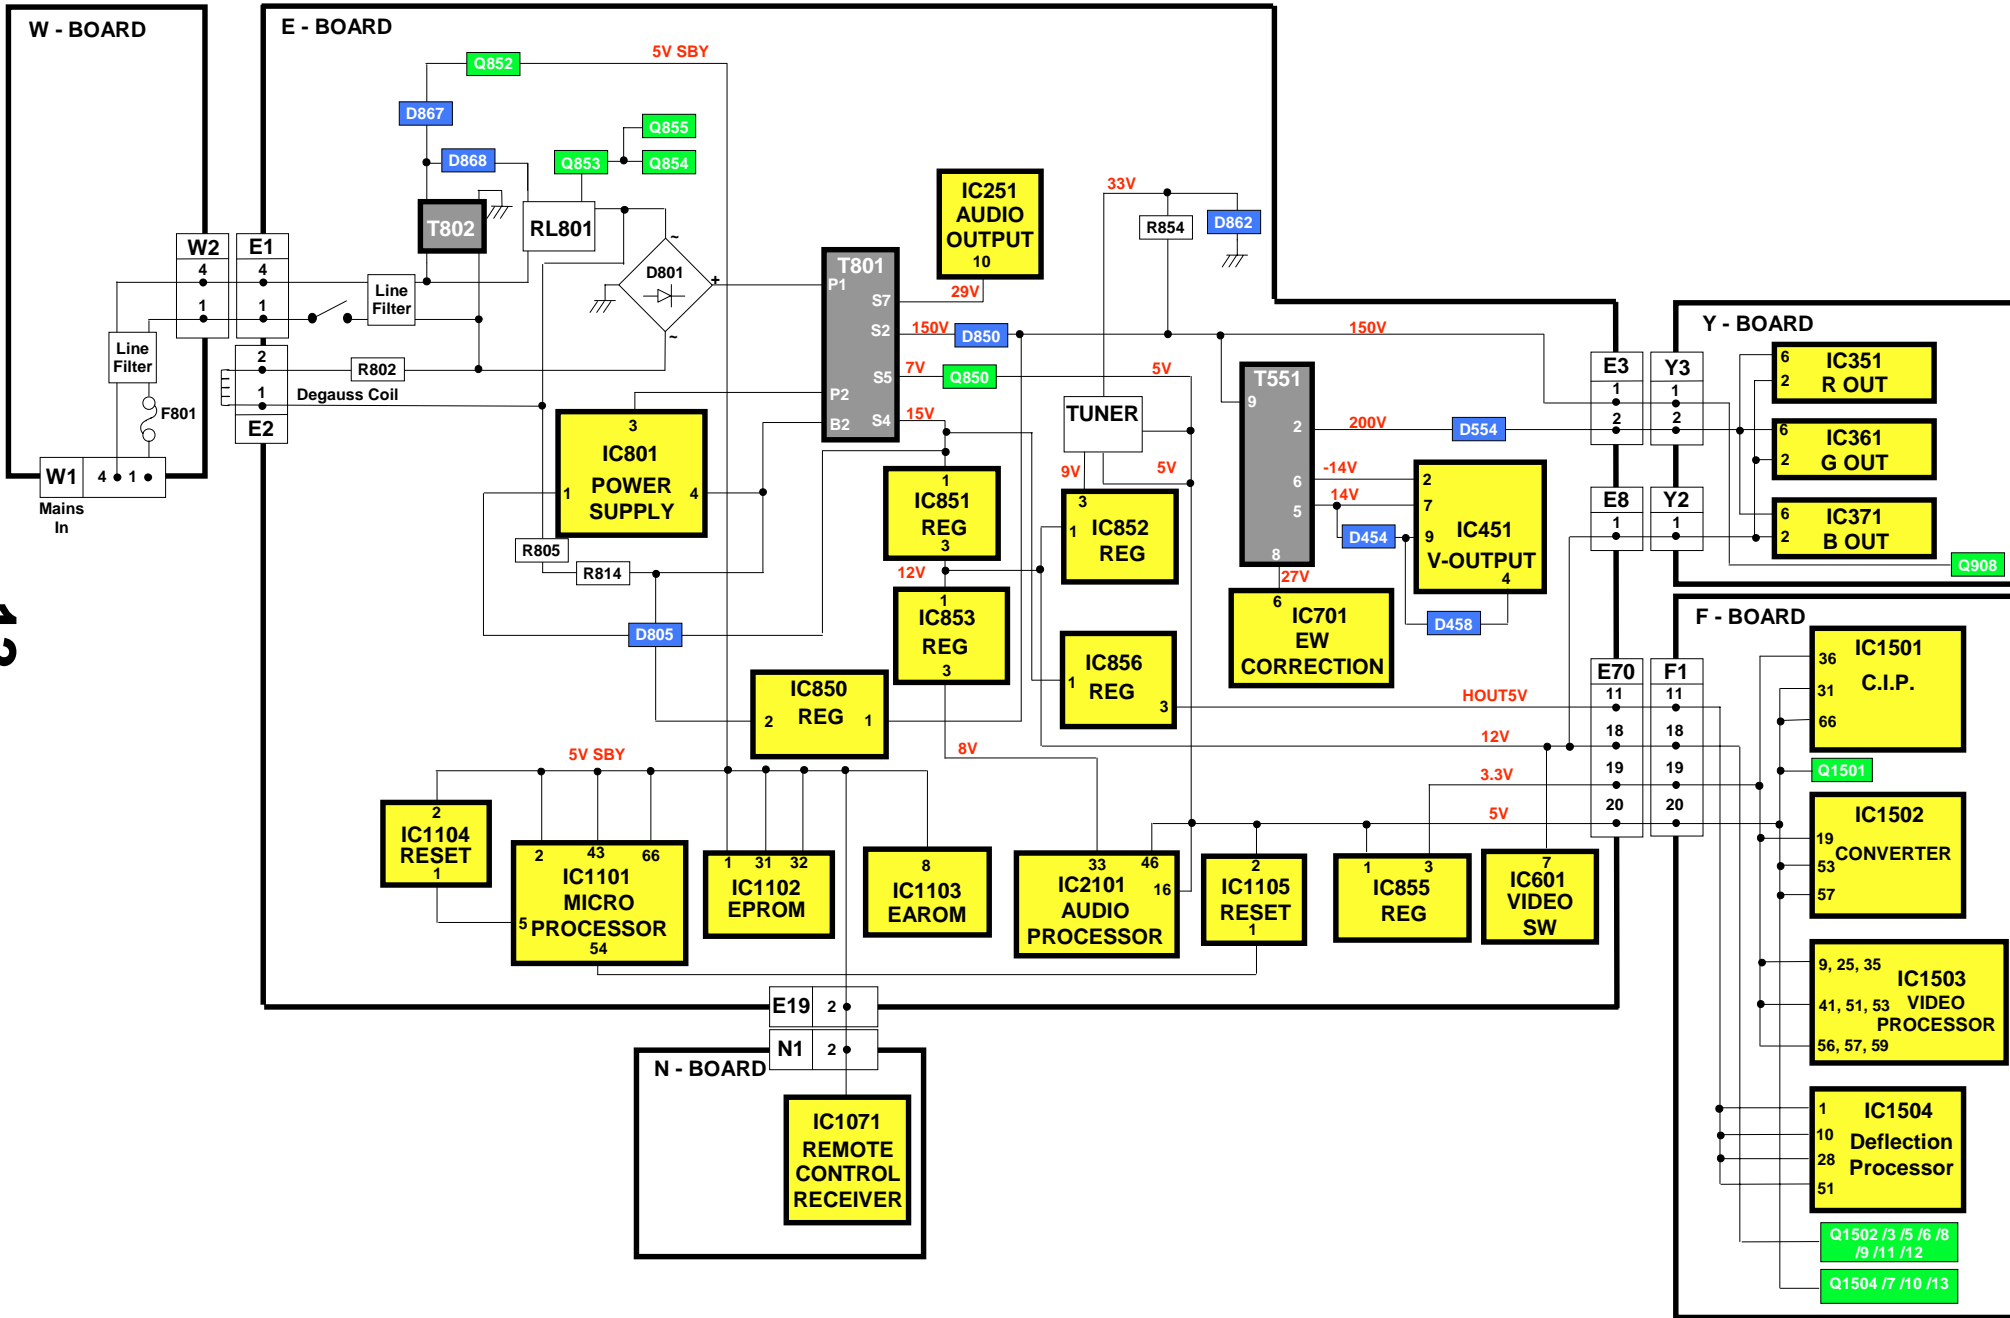 W - BOARD
W2
4
1
Line
Filter
F801
W1
4
1
Mains
In
E - BOARD
E1
4
1
2
1
E2
Degauss Coil
Line
Filter
R802
Q852
5V SBY
D867
D868
Q855
Q853
Q854
T802
RL801
D801
~
+
~
T801
P1
S7
S2
S5
P2
B2
S4
IC251
AUDIO
OUTPUT
10
29V
150V
D850
7V
Q850
15V
33V
R854
D862
150V
5V
TUNER
9V
5V
3
IC801
POWER
SUPPLY
1
4
R805
R814
D805
1
IC851
REG
3
12V
1
IC853
REG
3
3
1
IC852
REG
IC856
1
REG
3
IC850
REG
2
1
T551
9
2
6
5
8
200V
D554
-14V
14V
D454
27V
2
7
9
IC451
V-OUTPUT
4
D458
6
IC701
EW
CORRECTION
HOUT5V
12V
3.3V
5V
8V
5V SBY
2
IC1104
RESET
1
2
43
66
IC1101
MICRO
5
PROCESSOR
54
1
31
32
IC1102
EPROM
8
IC1103
EAROM
33
46
IC2101
16
AUDIO
PROCESSOR
2
IC1105
RESET
1
1
3
IC855
REG
7
IC601
VIDEO
SW
E3
1
2
E8
1
E70
11
18
19
20
Y3
1
2
Y2
1
F1
11
18
19
20
Y - BOARD
6
2
IC351
R OUT
6
2
IC361
G OUT
6
2
IC371
B OUT
Q908
F - BOARD
36
31
66
IC1501
C.I.P.
Q1501
IC1502
19
CONVERTER
53
57
9, 25, 35
IC1503
41, 51, 53
VIDEO
PROCESSOR
56, 57, 59
1
10
28
51
IC1504
Deflection
Processor
Q1502 /3 /5 /6 /8
/9 /11 /12
Q1504 /7 /10 /13
E19
2
N1
2
N - BOARD
IC1071
REMOTE
CONTROL
RECEIVER
13